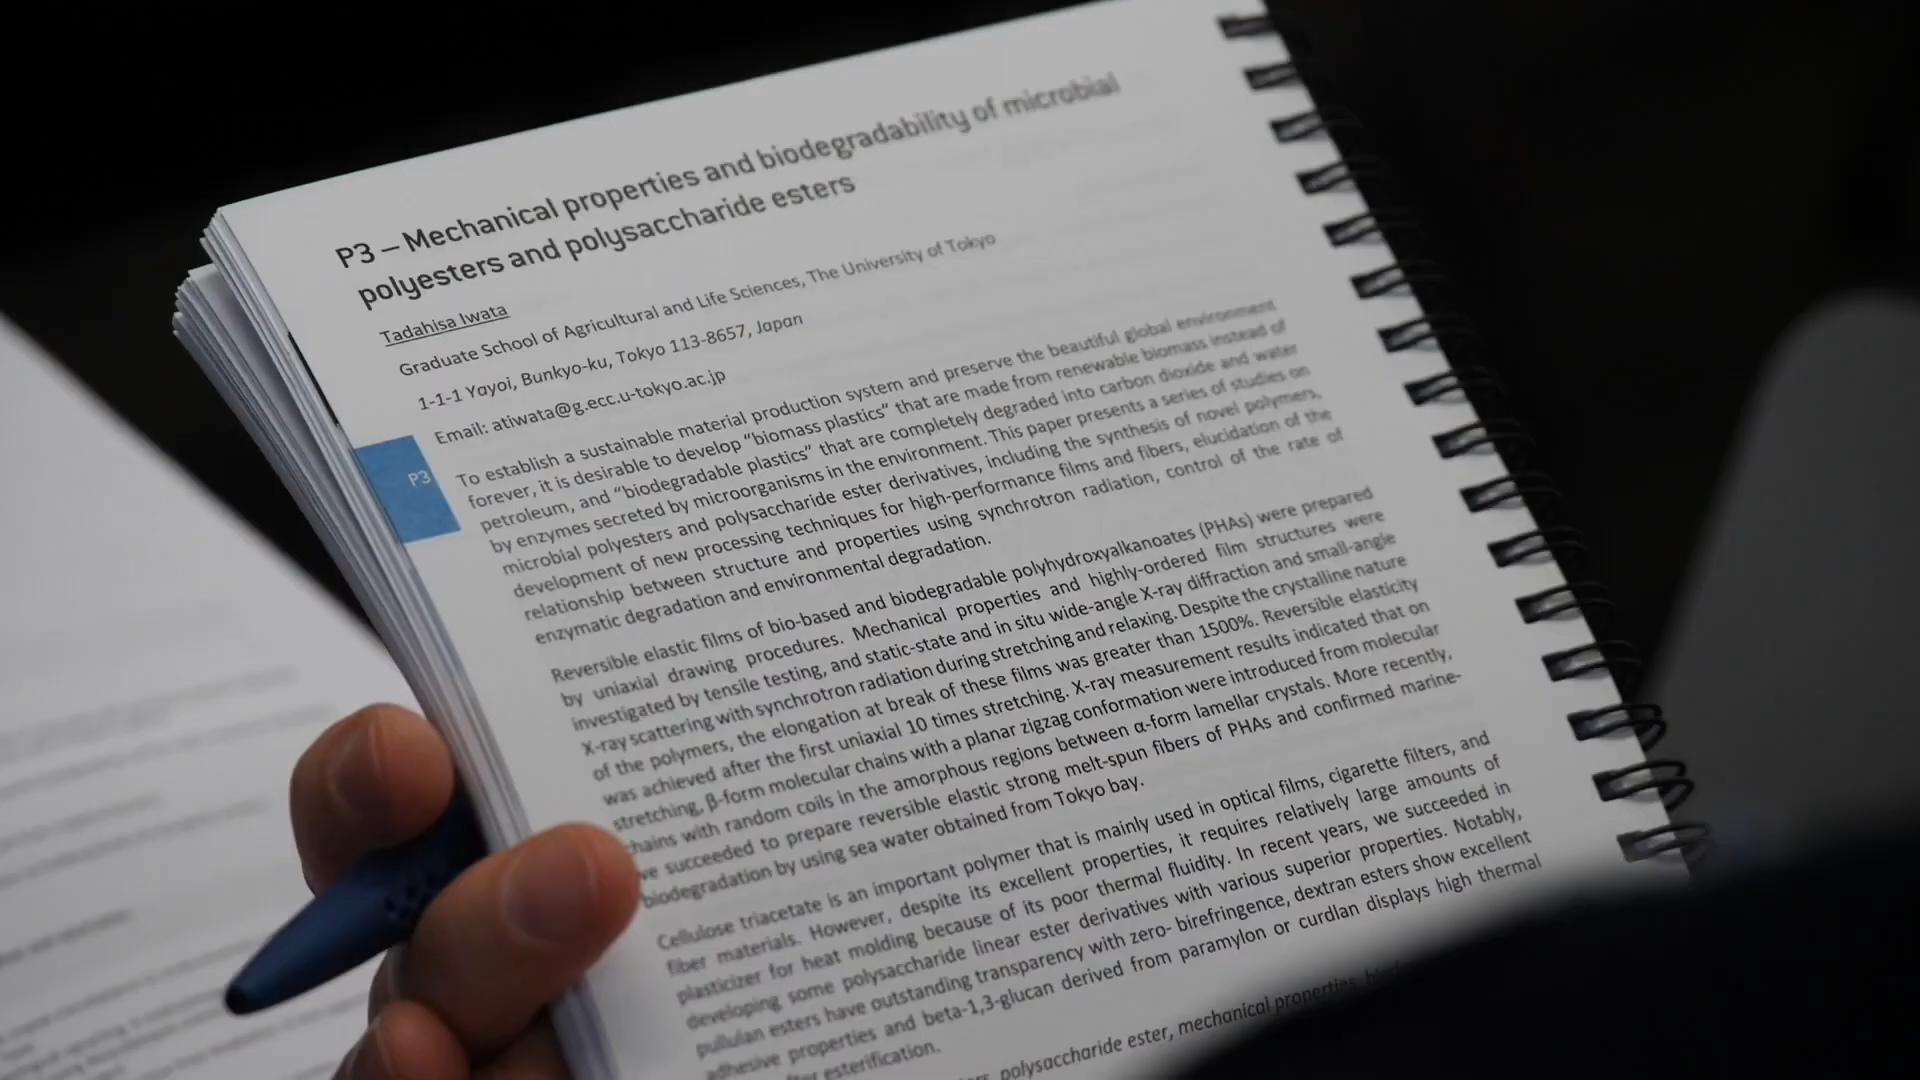 P3 – Mechanical properties and biodegradability of microbial
polyesters and polysaccharide esters
Tadahisa Iwata
Graduate School of Agricultural and Life Sciences, The University of Tokyo
1-1-1 Yayoi, Bunkyo-ku, Tokyo 113-8657, Japan
Email: atiwata@g.ecc.u-tokyo.ac.jp
P3
To establish a sustainable material production system and preserve the beautiful global environment
forever, it is desirable to develop “biomass plastics” that are made from renewable biomass instead of
petroleum, and “biodegradable plastics” that are completely degraded into carbon dioxide and water
by enzymes secreted by microorganisms in the environment. This paper presents a series of studies on
microbial polyesters and polysaccharide ester derivatives, including the synthesis of novel polymers,
development of new processing techniques for high-performance films and fibers, elucidation of the
relationship between structure and properties using synchrotron radiation, control of the rate of
enzymatic degradation and environmental degradation.
Reversible elastic films of bio-based and biodegradable polyhydroxyalkanoates (PHAs) were prepared
by uniaxial drawing procedures. Mechanical properties and highly-ordered film structures were
investigated by tensile testing, and static-state and in situ wide-angle X-ray diffraction and small-angle
X-ray scattering with synchrotron radiation during stretching and relaxing. Despite the crystalline nature
of the polymers, the elongation at break of these films was greater than 1500%. Reversible elasticity
was achieved after the first uniaxial 10 times stretching. X-ray measurement results indicated that on
stretching, β-form molecular chains with a planar zigzag conformation were introduced from molecular
chains with random coils in the amorphous regions between α-form lamellar crystals. More recently,
we succeeded to prepare reversible elastic strong melt-spun fibers of PHAs and confirmed marine-
biodegradation by using sea water obtained from Tokyo bay.
Cellulose triacetate is an important polymer that is mainly used in optical films, cigarette filters, and
fiber materials. However, despite its excellent properties, it requires relatively large amounts of
plasticizer for heat molding because of its poor thermal fluidity. In recent years, we succeeded in
developing some polysaccharide linear ester derivatives with various superior properties. Notably,
pullulan esters have outstanding transparency with zero- birefringence, dextran esters show excellent
adhesive properties and beta-1,3-glucan derived from paramylon or curdlan displays high thermal
after esterification.
polysaccharide ester, mechanical properties,